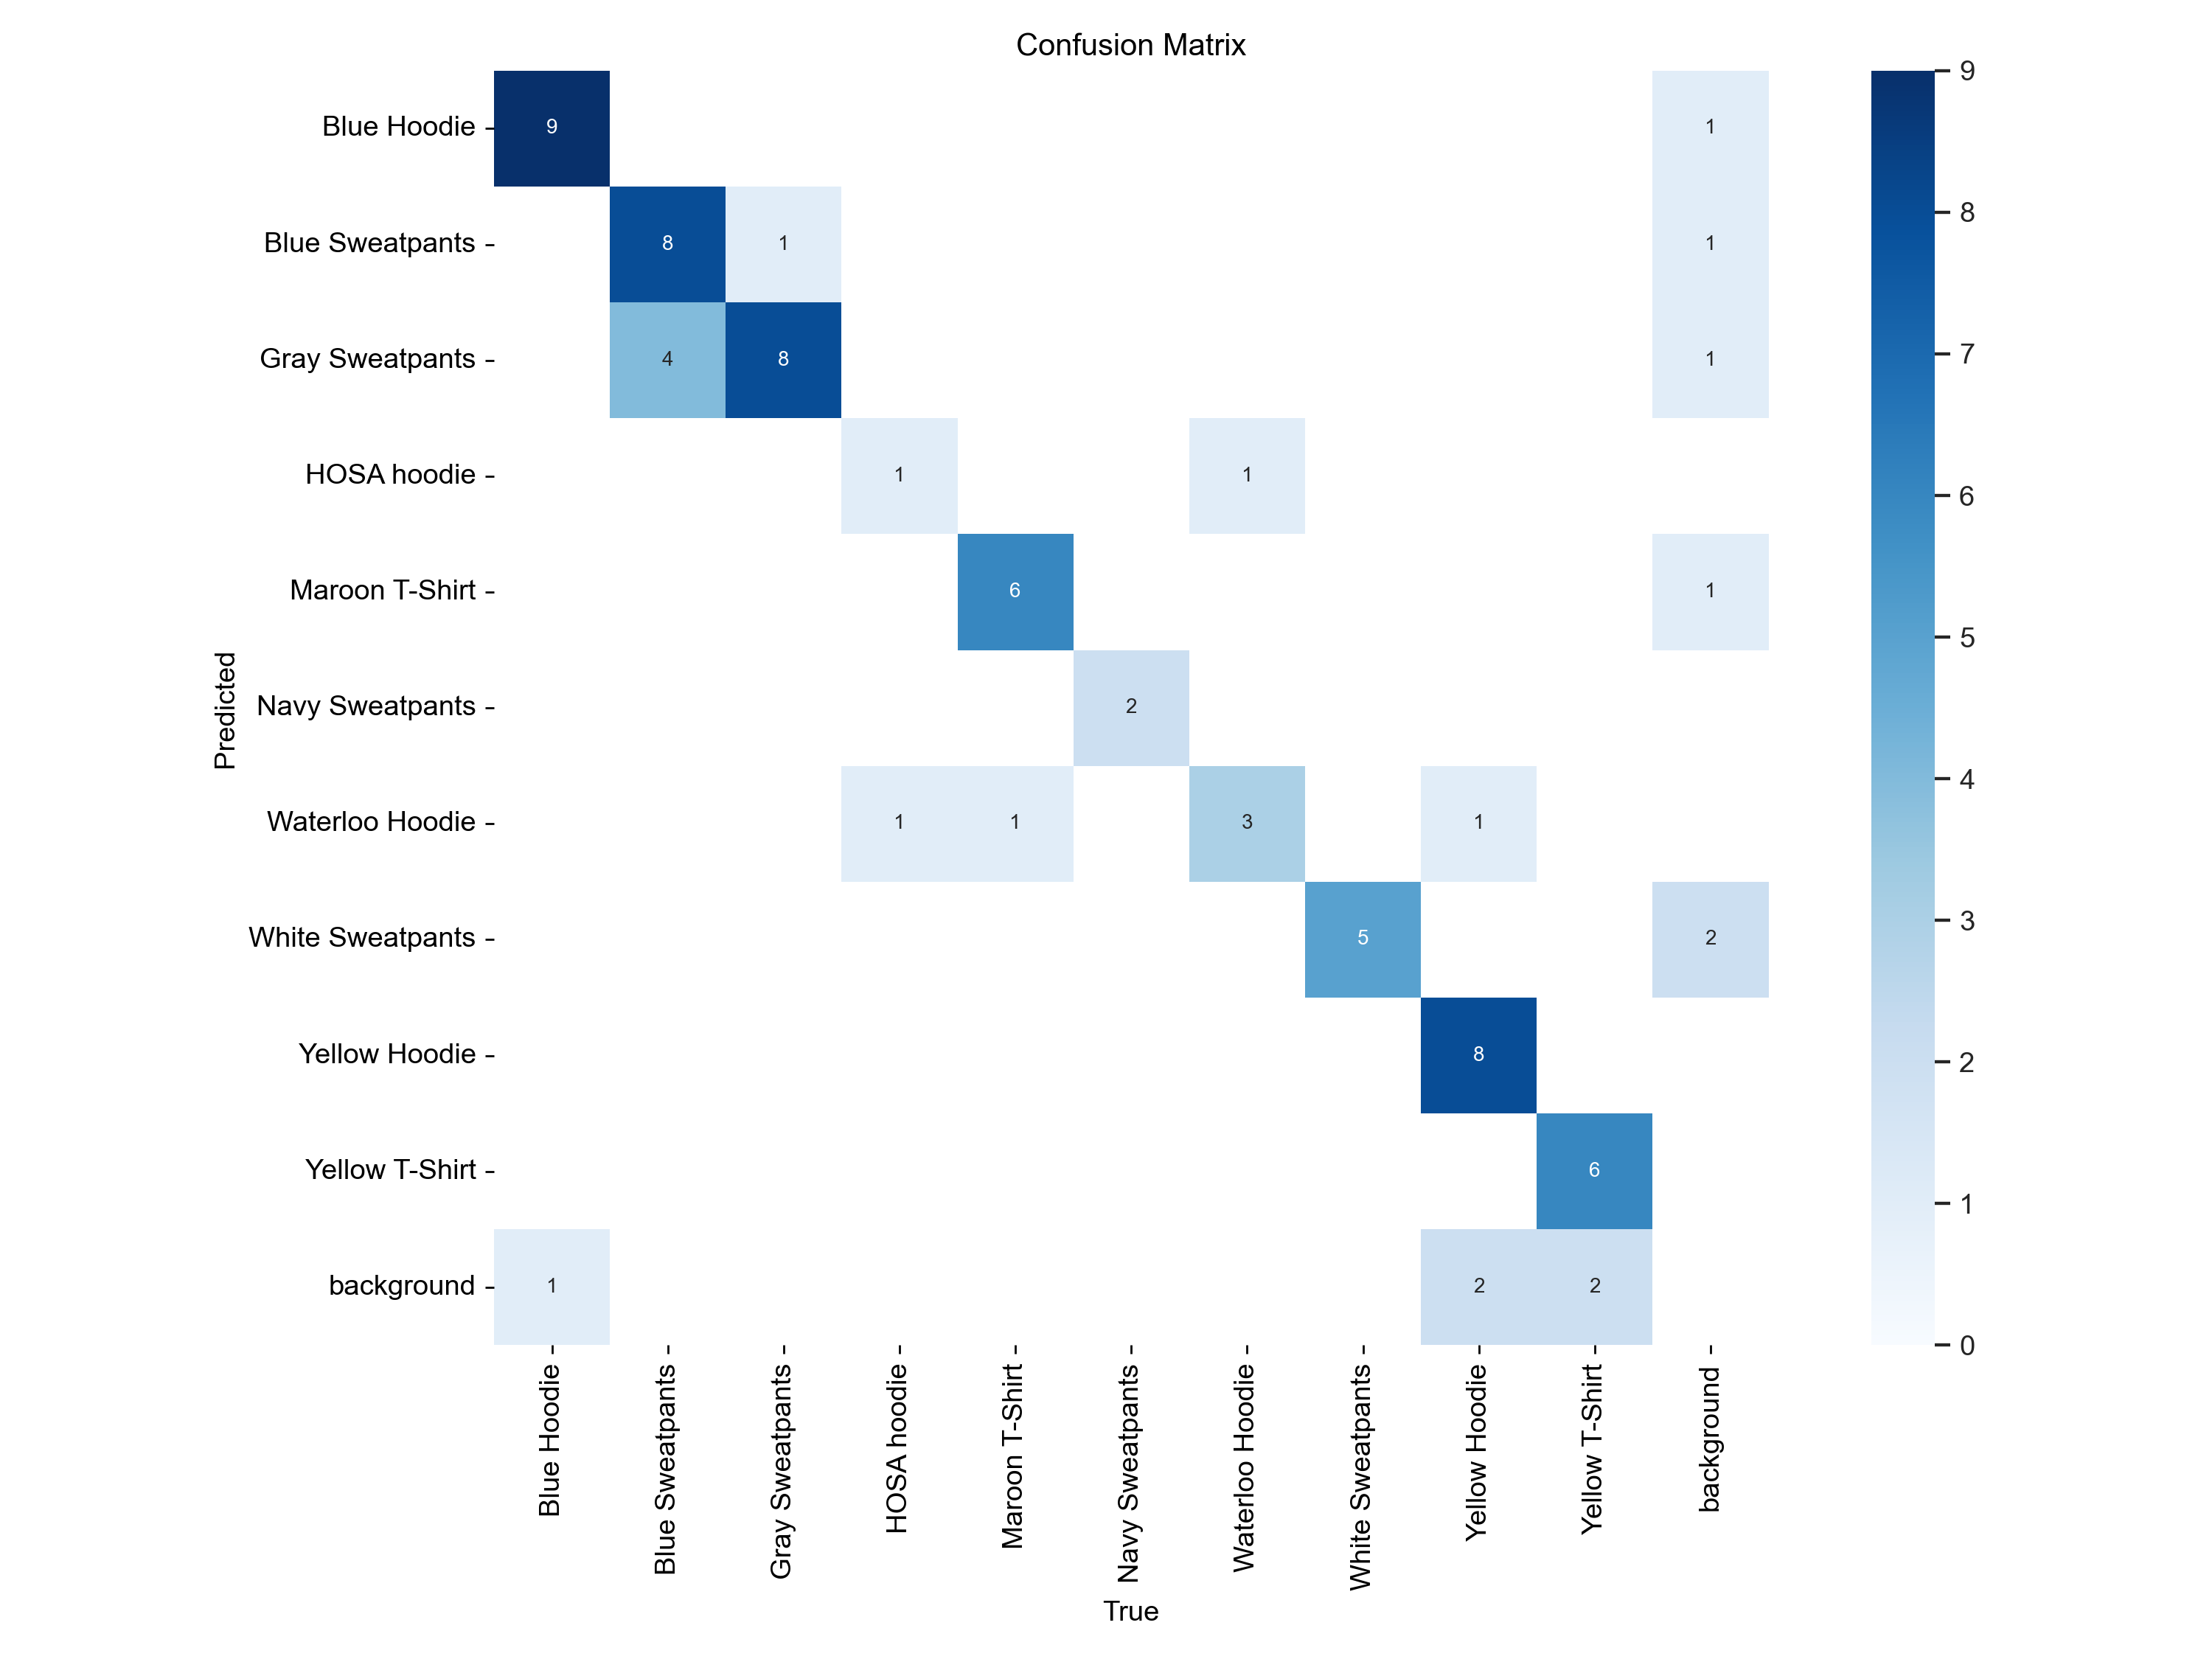 Confusion Matrix
Blue Hoodie 9 1
Blue Sweatpants 8 1 1
Gray Sweatpants 4 8 1
HOSA hoodie 1 1
Maroon T-Shirt 6 1
Navy Sweatpants 2
Waterloo Hoodie 1 1 3 1
White Sweatpants 5 2
Yellow Hoodie 8
Yellow T-Shirt 6
background 1 2 2
Predicted
Blue Hoodie
Blue Sweatpants
Gray Sweatpants
HOSA hoodie
Maroon T-Shirt
Navy Sweatpants
Waterloo Hoodie
White Sweatpants
Yellow Hoodie
Yellow T-Shirt
background
True
9
8
7
6
5
4
3
2
1
0